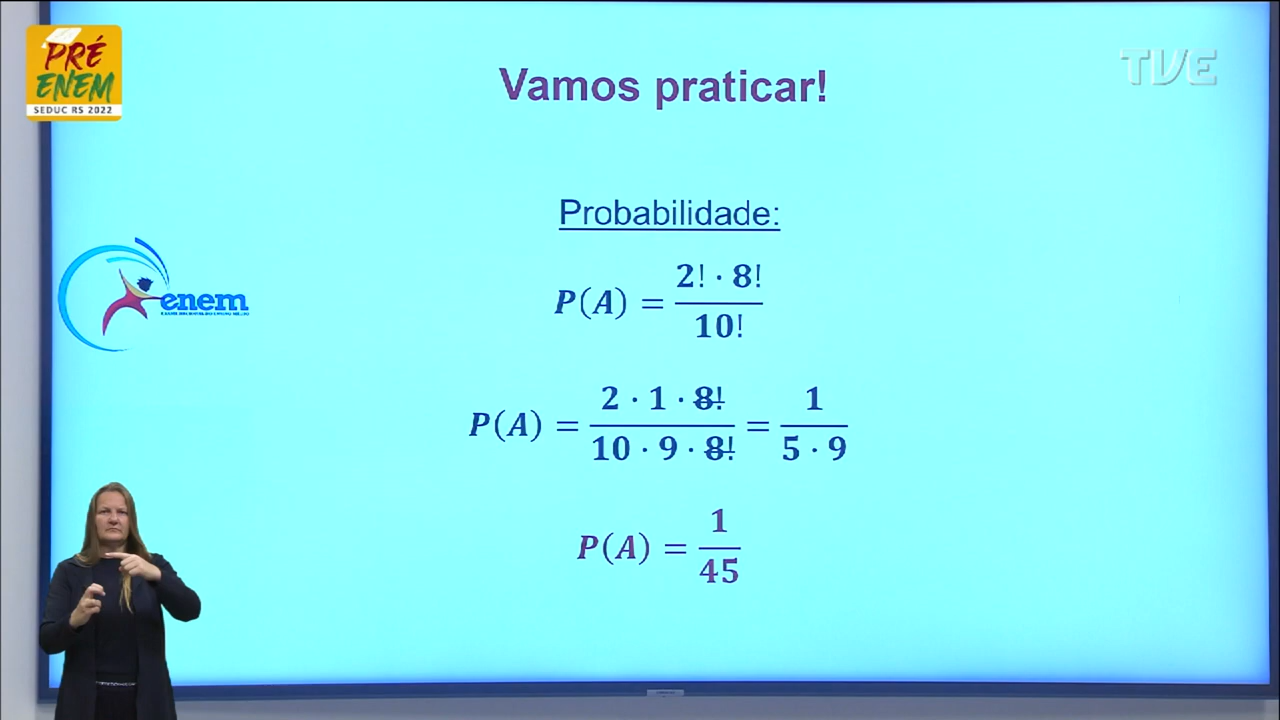 PRÉ
ENEM
SEDUC RS 2022
TVE
Vamos praticar!
Probabilidade:
P(A) = 2! · 8! / 10!
P(A) = 2 · 1 · 8! / 10 · 9 · 8! = 1 / 5 · 9
P(A) = 1 / 45
enem